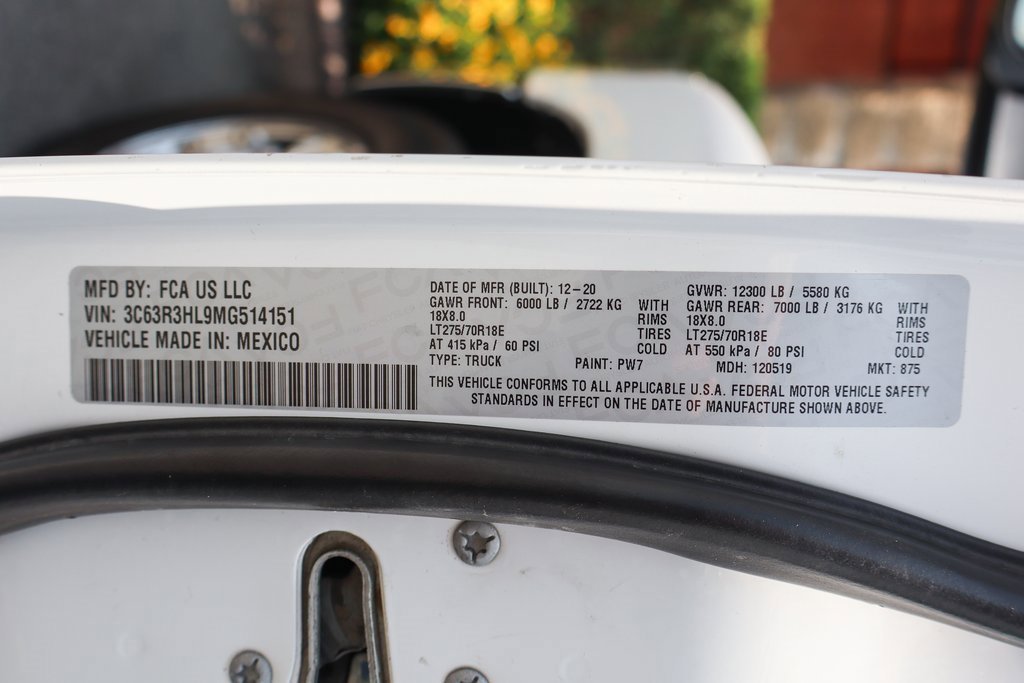 MFD BY: FCA US LLC
VIN: 3C63R3HL9MG514151
VEHICLE MADE IN: MEXICO
DATE OF MFR (BUILT): 12-20
GAWR FRONT: 6000 LB / 2722 KG WITH
18X8.0 RIMS
LT275/70R18E TIRES
AT 415 kPa / 60 PSI COLD
TYPE: TRUCK PAINT: PW7
GVWR: 12300 LB / 5580 KG
GAWR REAR: 7000 LB / 3176 KG WITH
18X8.0 RIMS
LT275/70R18E TIRES
AT 550 kPa / 80 PSI COLD
MDH: 120519 MKT: 875
THIS VEHICLE CONFORMS TO ALL APPLICABLE U.S.A. FEDERAL MOTOR VEHICLE SAFETY
STANDARDS IN EFFECT ON THE DATE OF MANUFACTURE SHOWN ABOVE.